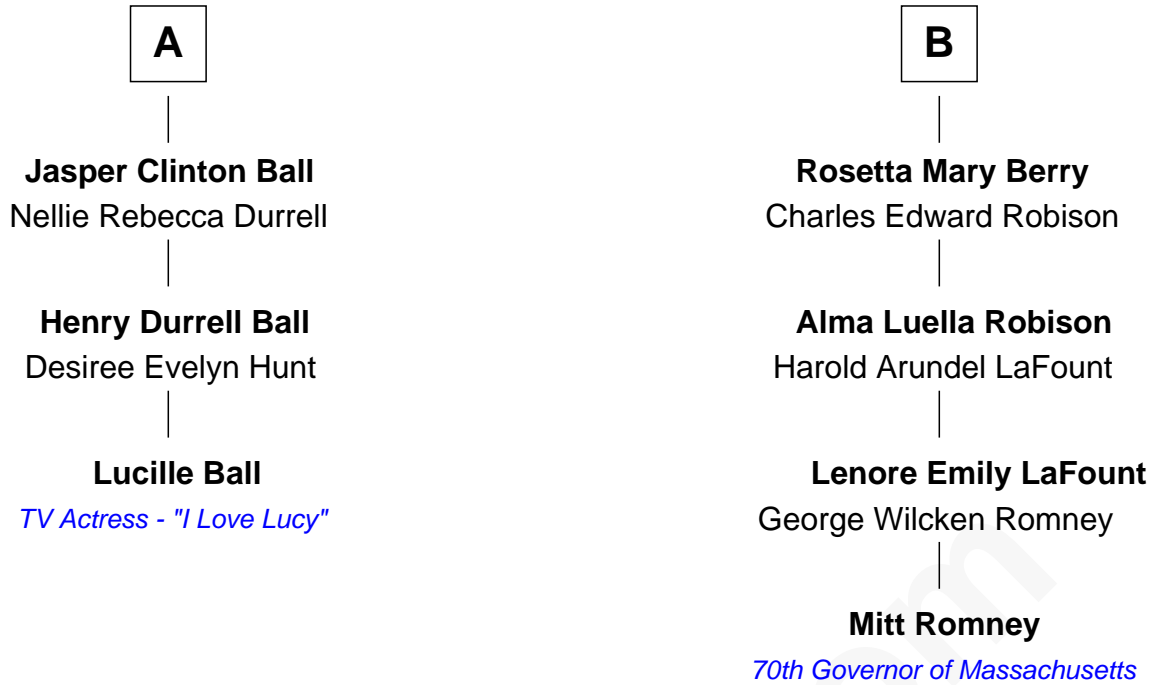 A
Jasper Clinton Ball
Nellie Rebecca Durrell
Henry Durrell Ball
Desiree Evelyn Hunt
Lucille Ball
TV Actress - "I Love Lucy"
B
Rosetta Mary Berry
Charles Edward Robison
Alma Luella Robison
Harold Arundel LaFount
Lenore Emily LaFount
George Wilcken Romney
Mitt Romney
70th Governor of Massachusetts